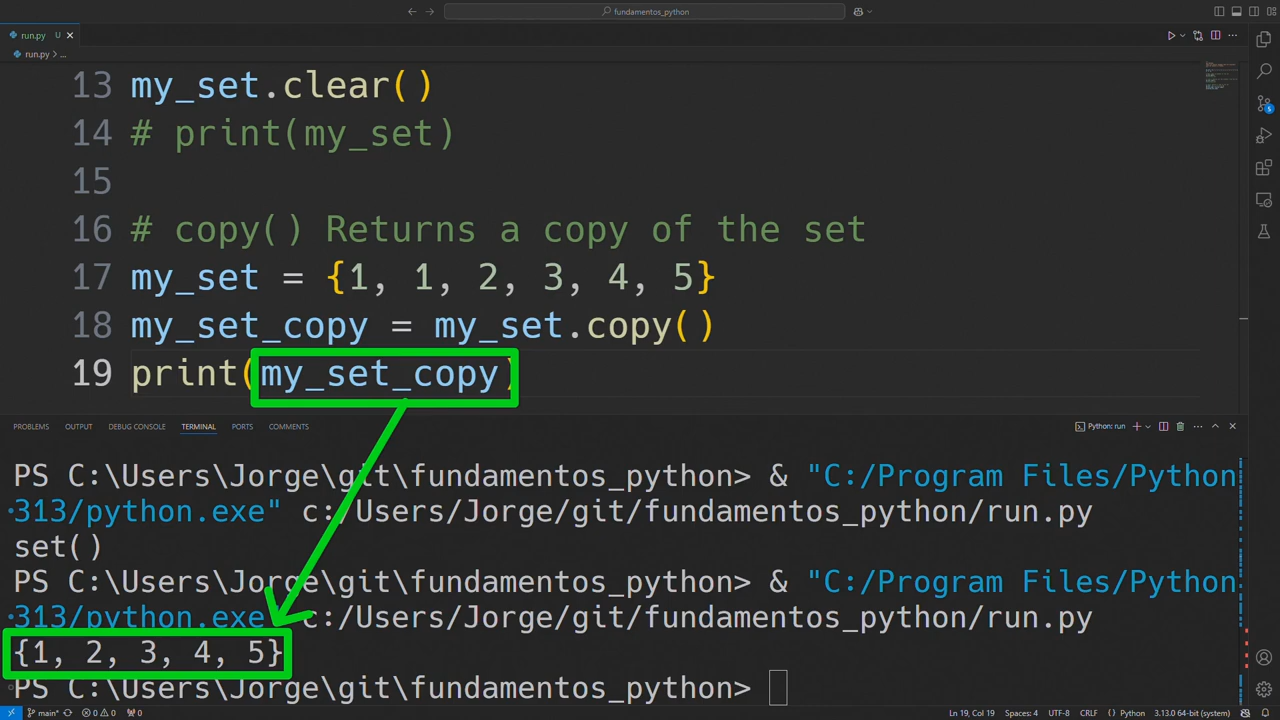 fundamentos_python
run.py U
run.py > ...
13 my_set.clear()
14 # print(my_set)
15
16 # copy() Returns a copy of the set
17 my_set = {1, 1, 2, 3, 4, 5}
18 my_set_copy = my_set.copy()
19 print(my_set_copy)
PROBLEMS OUTPUT DEBUG CONSOLE TERMINAL PORTS COMMENTS
Python: run
PS C:\Users\Jorge\git\fundamentos_python> & "C:/Program Files/Python
313/python.exe" c:/Users/Jorge/git/fundamentos_python/run.py
set()
PS C:\Users\Jorge\git\fundamentos_python> & "C:/Program Files/Python
313/python.exe" c:/Users/Jorge/git/fundamentos_python/run.py
{1, 2, 3, 4, 5}
PS C:\Users\Jorge\git\fundamentos_python>
main* 0 0 0 Ln 19, Col 19 Spaces: 4 UTF-8 CRLF {} Python 3.13.0 64-bit (system)